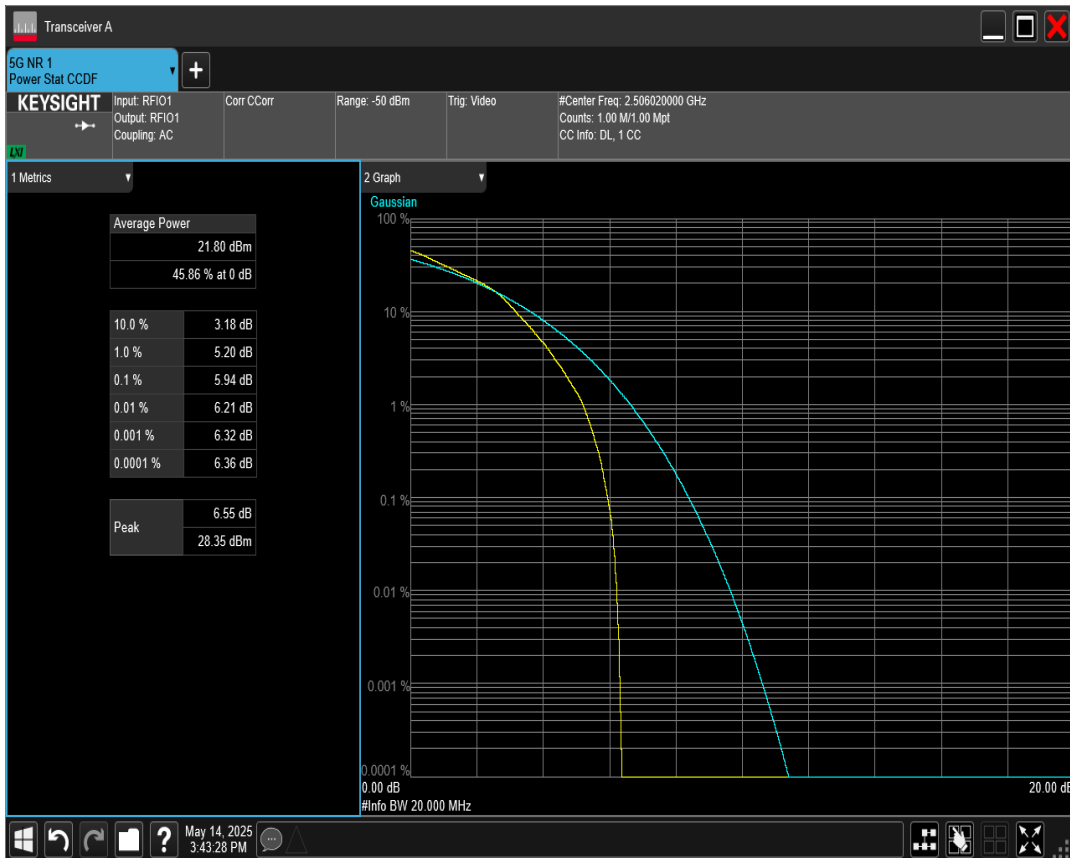 Transceiver A
5G NR 1
Power Stat CCDF
KEYSIGHT
LXI
Input: RFIO1
Output: RFIO1
Coupling: AC
Corr CCorr
Range: -50 dBm
Trig: Video
#Center Freq: 2.506020000 GHz
Counts: 1.00 M/1.00 Mpt
CC Info: DL, 1 CC
1 Metrics
Average Power
21.80 dBm
45.86 % at 0 dB
10.0 % 3.18 dB
1.0 % 5.20 dB
0.1 % 5.94 dB
0.01 % 6.21 dB
0.001 % 6.32 dB
0.0001 % 6.36 dB
Peak 6.55 dB
28.35 dBm
2 Graph
Gaussian
100 %
10 %
1 %
0.1 %
0.01 %
0.001 %
0.0001 %
0.00 dB 20.00 dB
#Info BW 20.000 MHz
May 14, 2025
3:43:28 PM